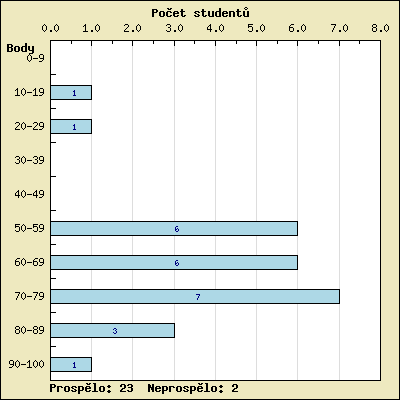 Počet studentů
0.0 1.0 2.0 3.0 4.0 5.0 6.0 7.0 8.0
Body
0-9
10-19 1
20-29 1
30-39
40-49
50-59 6
60-69 6
70-79 7
80-89 3
90-100 1
Prospělo: 23 Neprospělo: 2